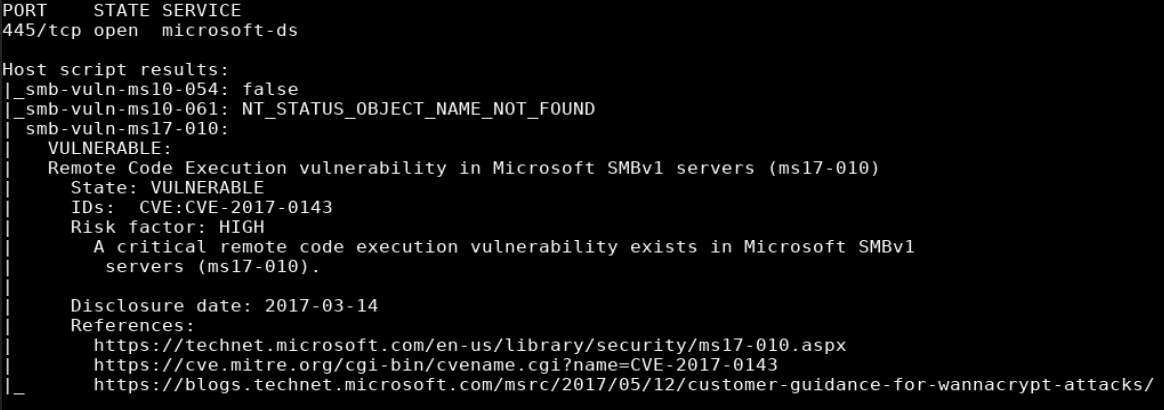 PORT    STATE SERVICE
445/tcp open  microsoft-ds

Host script results:
|_smb-vuln-ms10-054: false
|_smb-vuln-ms10-061: NT_STATUS_OBJECT_NAME_NOT_FOUND
| smb-vuln-ms17-010:
|   VULNERABLE:
|   Remote Code Execution vulnerability in Microsoft SMBv1 servers (ms17-010)
|     State: VULNERABLE
|     IDs:  CVE:CVE-2017-0143
|     Risk factor: HIGH
|       A critical remote code execution vulnerability exists in Microsoft SMBv1
|        servers (ms17-010).
|
|     Disclosure date: 2017-03-14
|     References:
|       https://technet.microsoft.com/en-us/library/security/ms17-010.aspx
|       https://cve.mitre.org/cgi-bin/cvename.cgi?name=CVE-2017-0143
|_      https://blogs.technet.microsoft.com/msrc/2017/05/12/customer-guidance-for-wannacrypt-attacks/